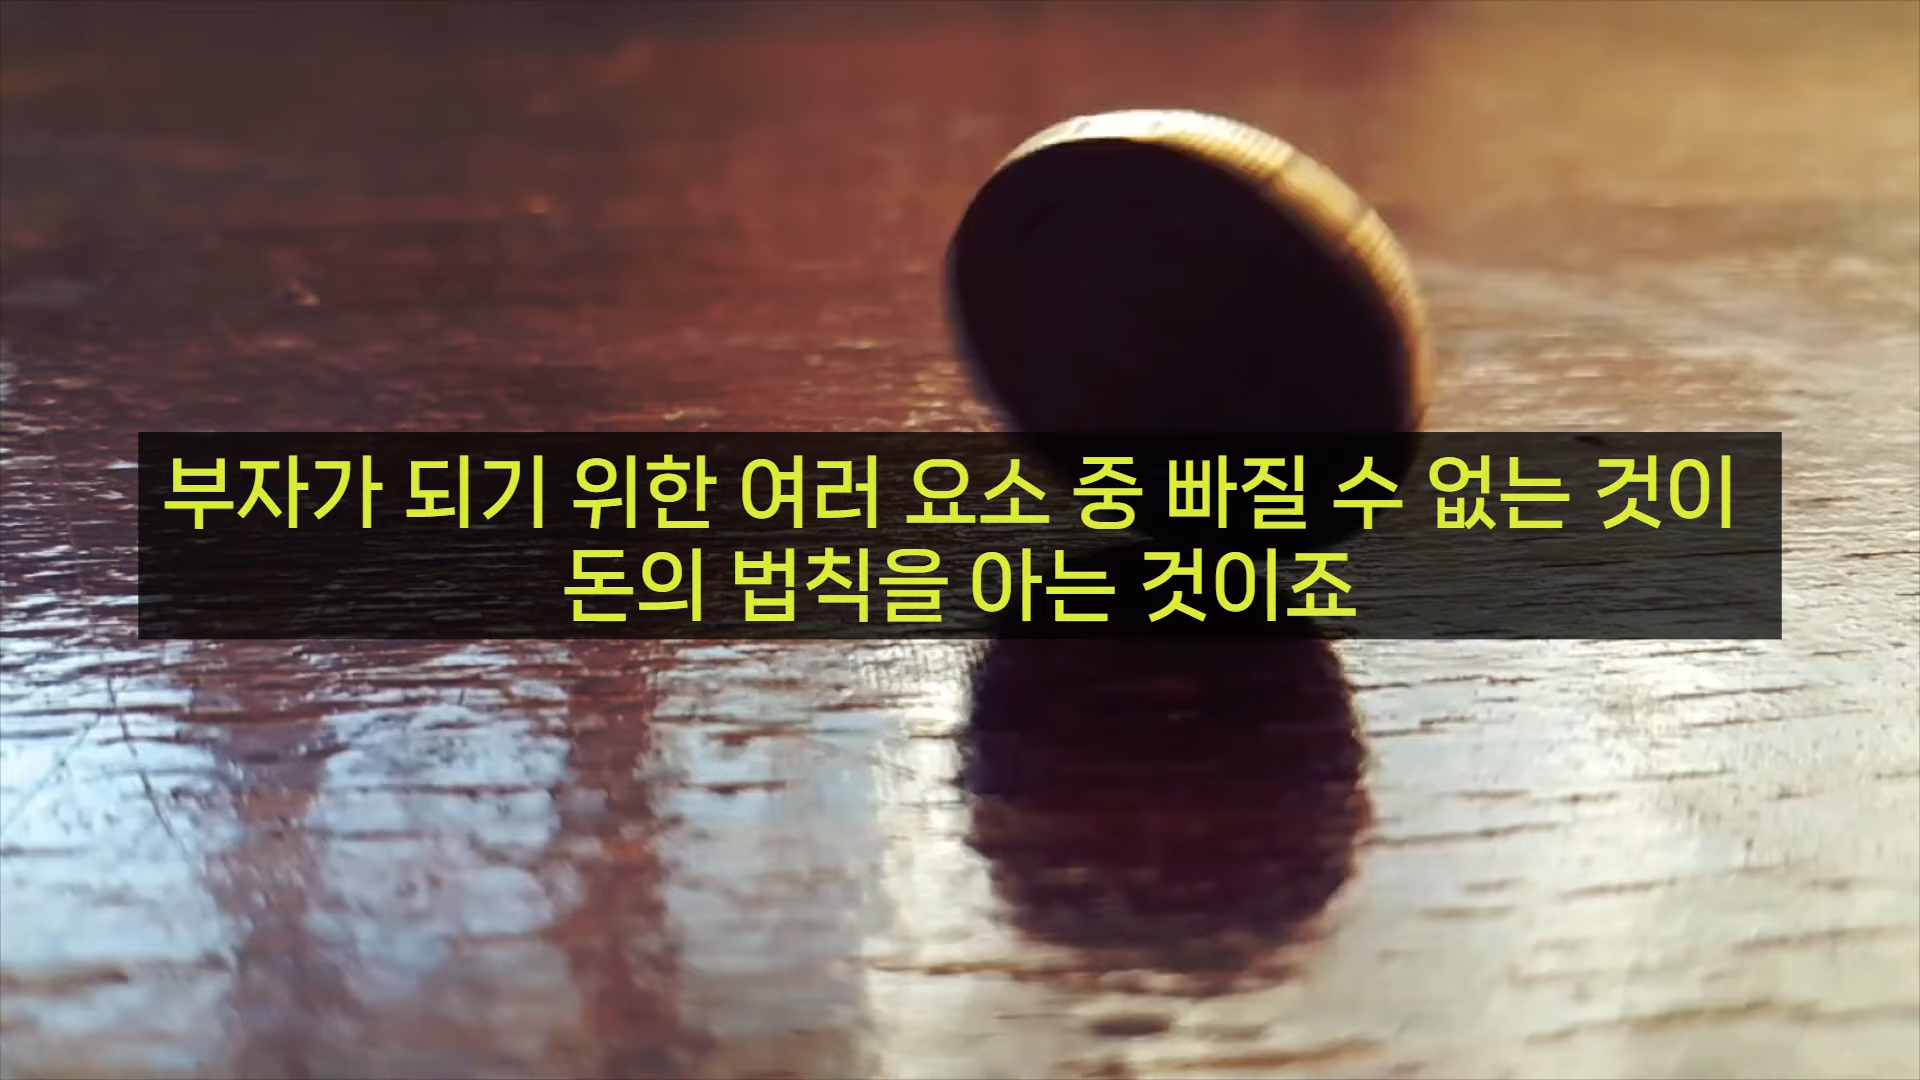 부자가 되기 위한 여러 요소 중 빠질 수 없는 것이
돈의 법칙을 아는 것이죠